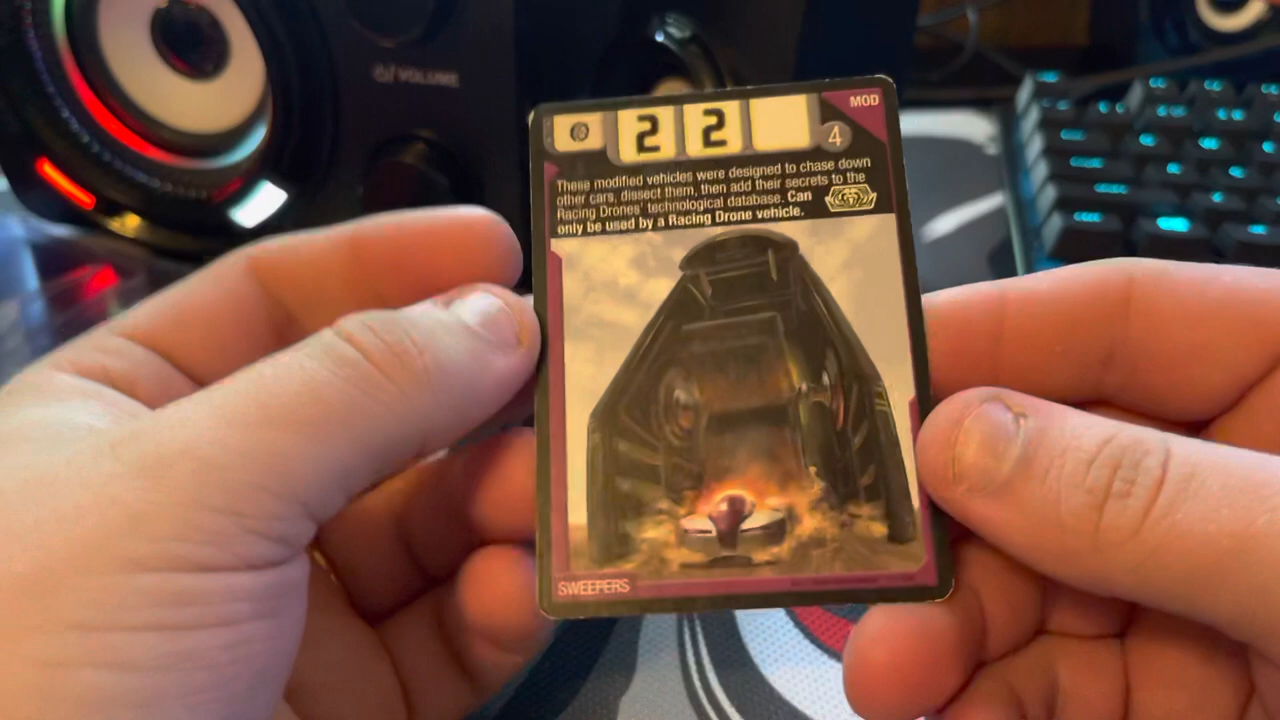 VOLUME
MOD
2 2
4
These modified vehicles were designed to chase down
other cars, dissect them, then add their secrets to the
Racing Drones' technological database. Can
only be used by a Racing Drone vehicle.
SWEEPERS